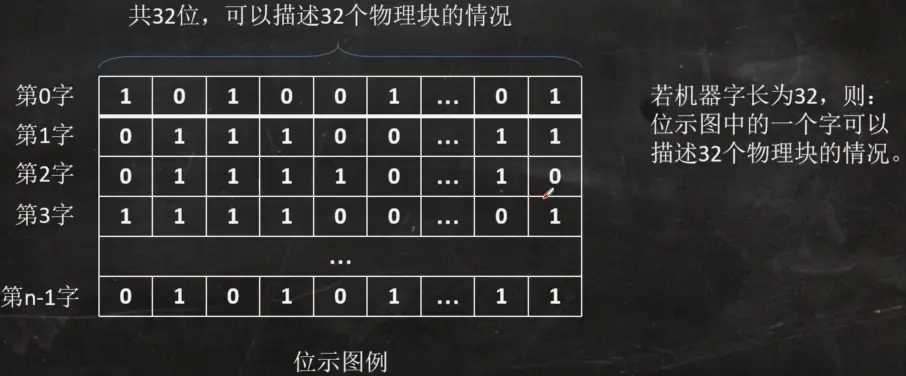 共32位，可以描述32个物理块的情况
第0字 1 0 1 0 0 1 ... 0 1
第1字 0 1 1 1 0 0 ... 1 1
第2字 0 1 1 1 1 0 ... 1 0
第3字 1 1 1 1 0 0 ... 0 1
...
第n-1字 0 1 0 1 0 1 ... 1 1
位示图例
若机器字长为32，则：
位示图中的一个字可以
描述32个物理块的情况。